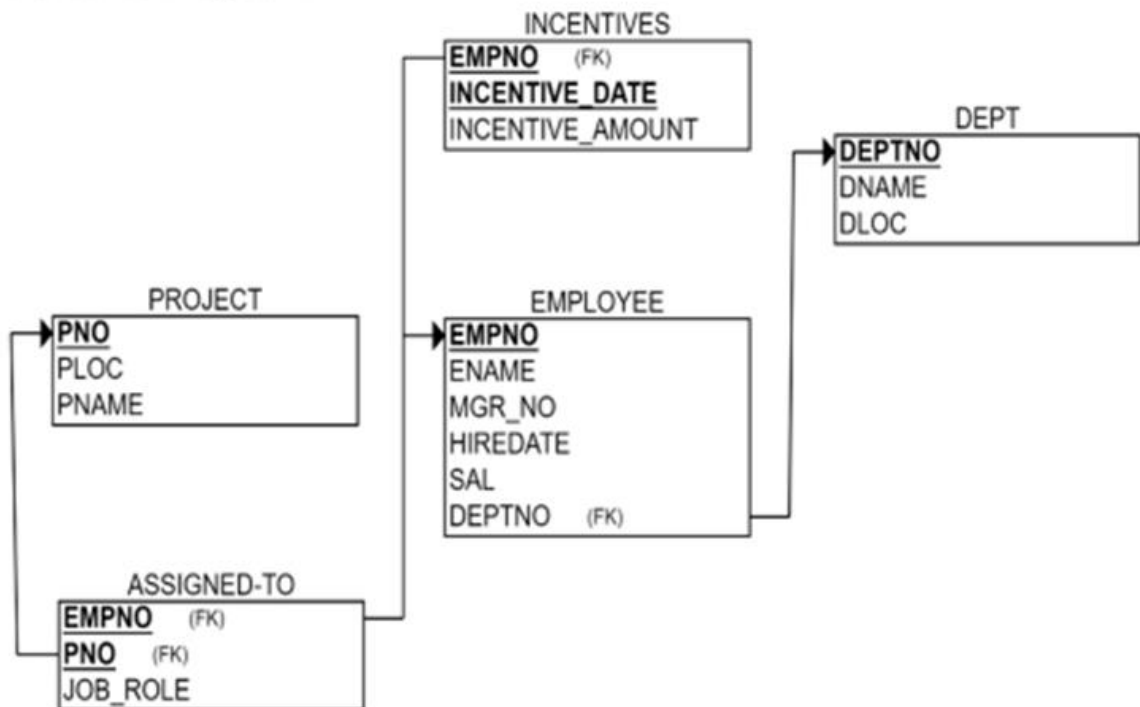 INCENTIVES
EMPNO (FK)
INCENTIVE_DATE
INCENTIVE_AMOUNT
DEPT
DEPTNO
DNAME
DLOC
PROJECT
PNO
PLOC
PNAME
EMPLOYEE
EMPNO
ENAME
MGR_NO
HIREDATE
SAL
DEPTNO (FK)
ASSIGNED-TO
EMPNO (FK)
PNO (FK)
JOB_ROLE